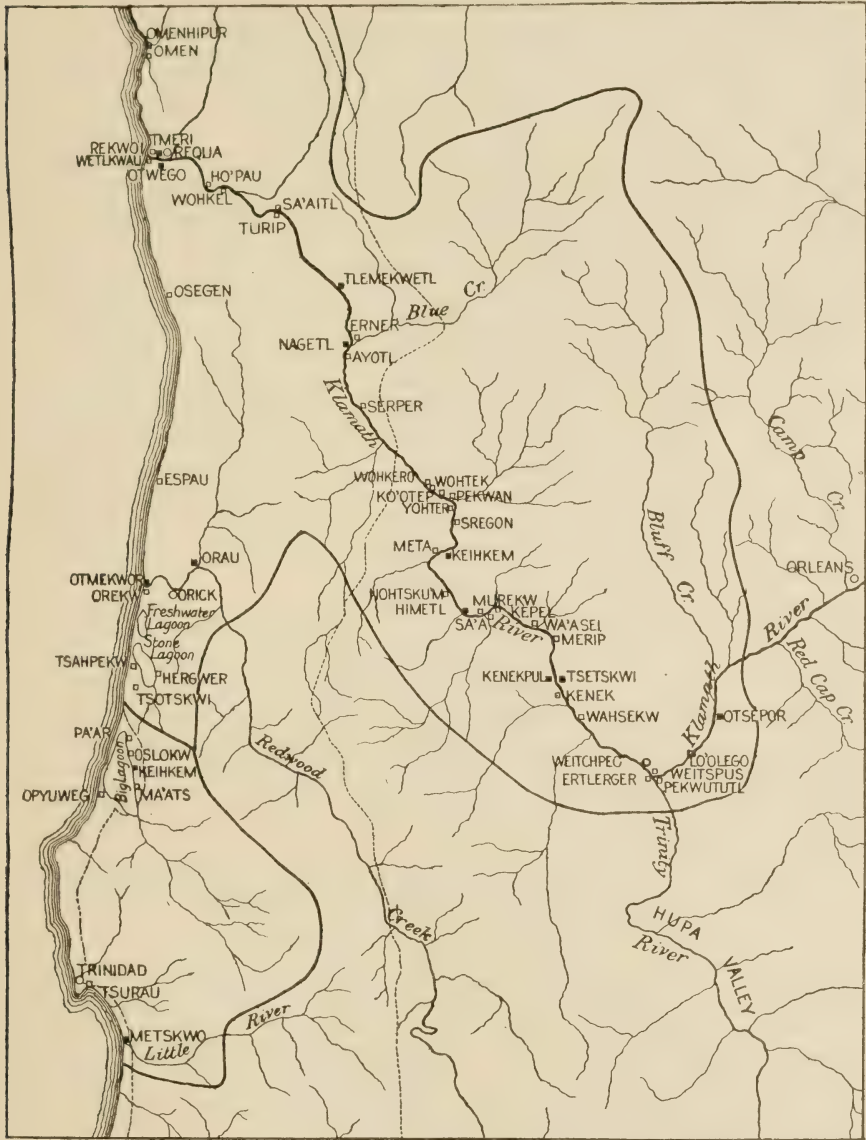 OMENHIPUR
OMEN
TMERI
REKWOI
REQUA
WETLKWAU
OTWEGO
HO'PAU
WOHKEL
SA'AITL
TURIP
TLEMEKWETL
OSEGEN
Blue Cr.
ERNER
NAGETL
AYOTL
Klamath
SERPER
Camp Cr.
ESPAU
WOHKERO
WOHTEK
KO'OTEP
PEKWAN
YOHTER
SREGON
Bluff Cr.
META
KEIHKEM
ORAU
ORLEANS
OTMEKWOR
OREKW
ORICK
NOHTSKUM
MUREKW
HIMETL
KEPEL
SA'A
River
WA'ASEL
MERIP
River
Freshwater
Lagoon
Stone
Lagoon
Red Cap Cr.
TSAHPEKW
HERGWER
KENEKPUL
TSETSKWI
TSOTSKWI
KENEK
Klamath
WAHSEKW
OTSEPOR
PA'AR
OSLOKW
Redwood
WEITCHPEC
LO'OLEGO
KEIHKEM
Big Lagoon
ERTLERGER
WEITSPUS
PEKWUTUTL
OPYUWEG
MA'ATS
Trinity
Creek
HUPA
River
VALLEY
TRINIDAD
TSURAU
River
METSKWO
Little